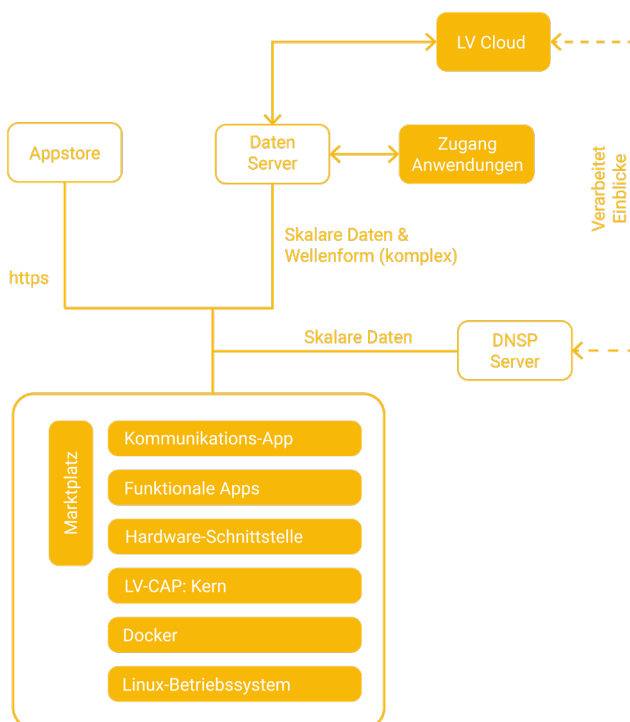 LV Cloud
Appstore
Daten
Server
Zugang
Anwendungen
Verarbeitet
Einblicke
Skalare Daten &
Wellenform (komplex)
https
Skalare Daten
DNSP
Server
Marktplatz
Kommunikations-App
Funktionale Apps
Hardware-Schnittstelle
LV-CAP: Kern
Docker
Linux-Betriebssystem